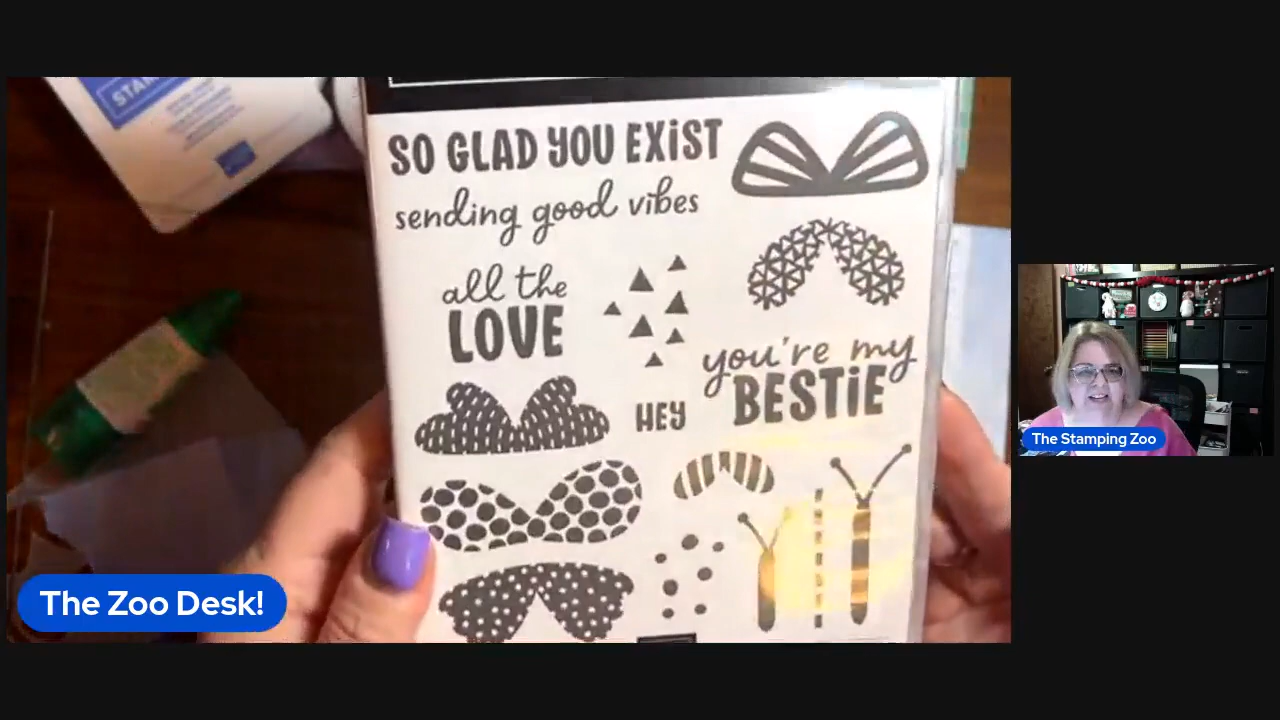 STAM
SO GLAD YOU EXiST
sending good vibes
all the
LOVE
you're my
BESTiE
HEY
The Stamping Zoo
The Zoo Desk!